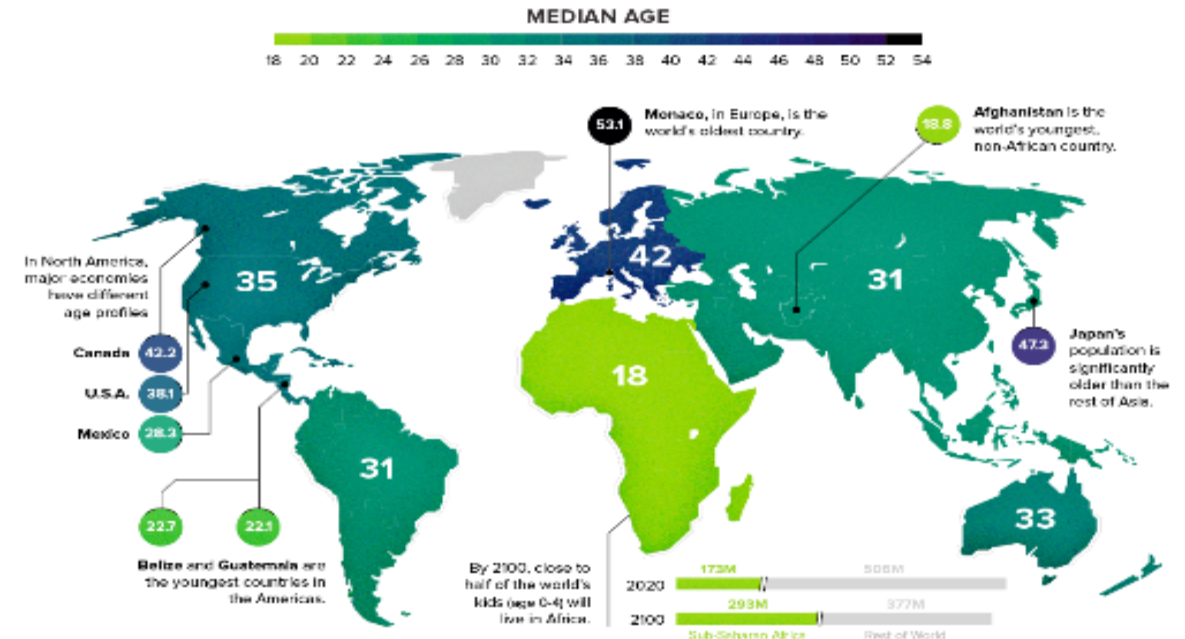 MEDIAN AGE
18 20 22 24 26 28 30 32 34 36 38 40 42 44 46 48 50 52 54
53.1
Monaco, in Europe, is the
world's oldest country.
18.8
Afghanistan is the
world's youngest,
non-African country.
In North America,
major economies
have different
age profiles
Canada 42.2
U.S.A. 38.1
Mexico 28.3
35
42
31
18
31
33
47.3
Japan's
population is
significantly
older than the
rest of Asia.
22.7
22.1
Belize and Guatemala are
the youngest countries in
the Americas.
By 2100, close to
half of the world's
kids (age 0-4) will
live in Africa.
173M 506M
2020
293M 377M
2100
Sub-Saharan Africa Rest of World